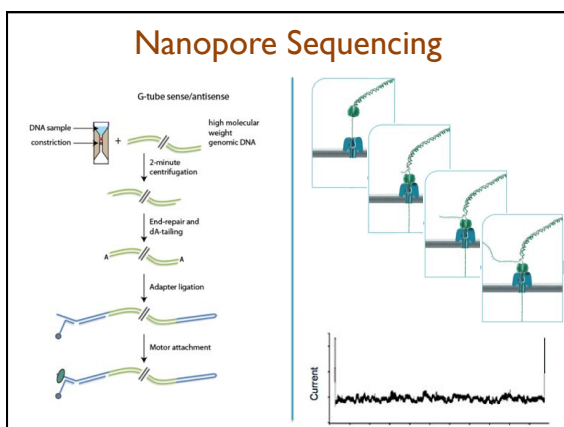 Nanopore Sequencing
G-tube sense/antisense
DNA sample
constriction
+
high molecular
weight
genomic DNA
2-minute
centrifugation
End-repair and
dA-tailing
A
A
Adapter ligation
Motor attachment
Current